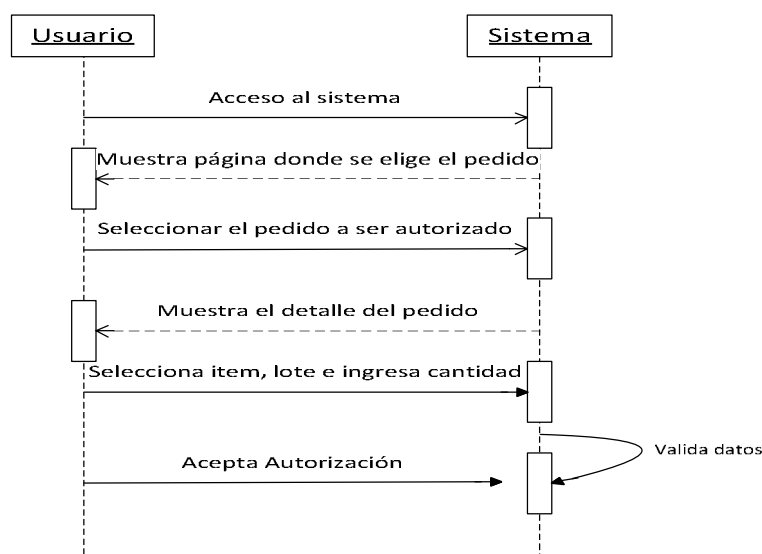 Usuario
Sistema
Acceso al sistema
Muestra página donde se elige el pedido
Seleccionar el pedido a ser autorizado
Muestra el detalle del pedido
Selecciona item, lote e ingresa cantidad
Valida datos
Acepta Autorización